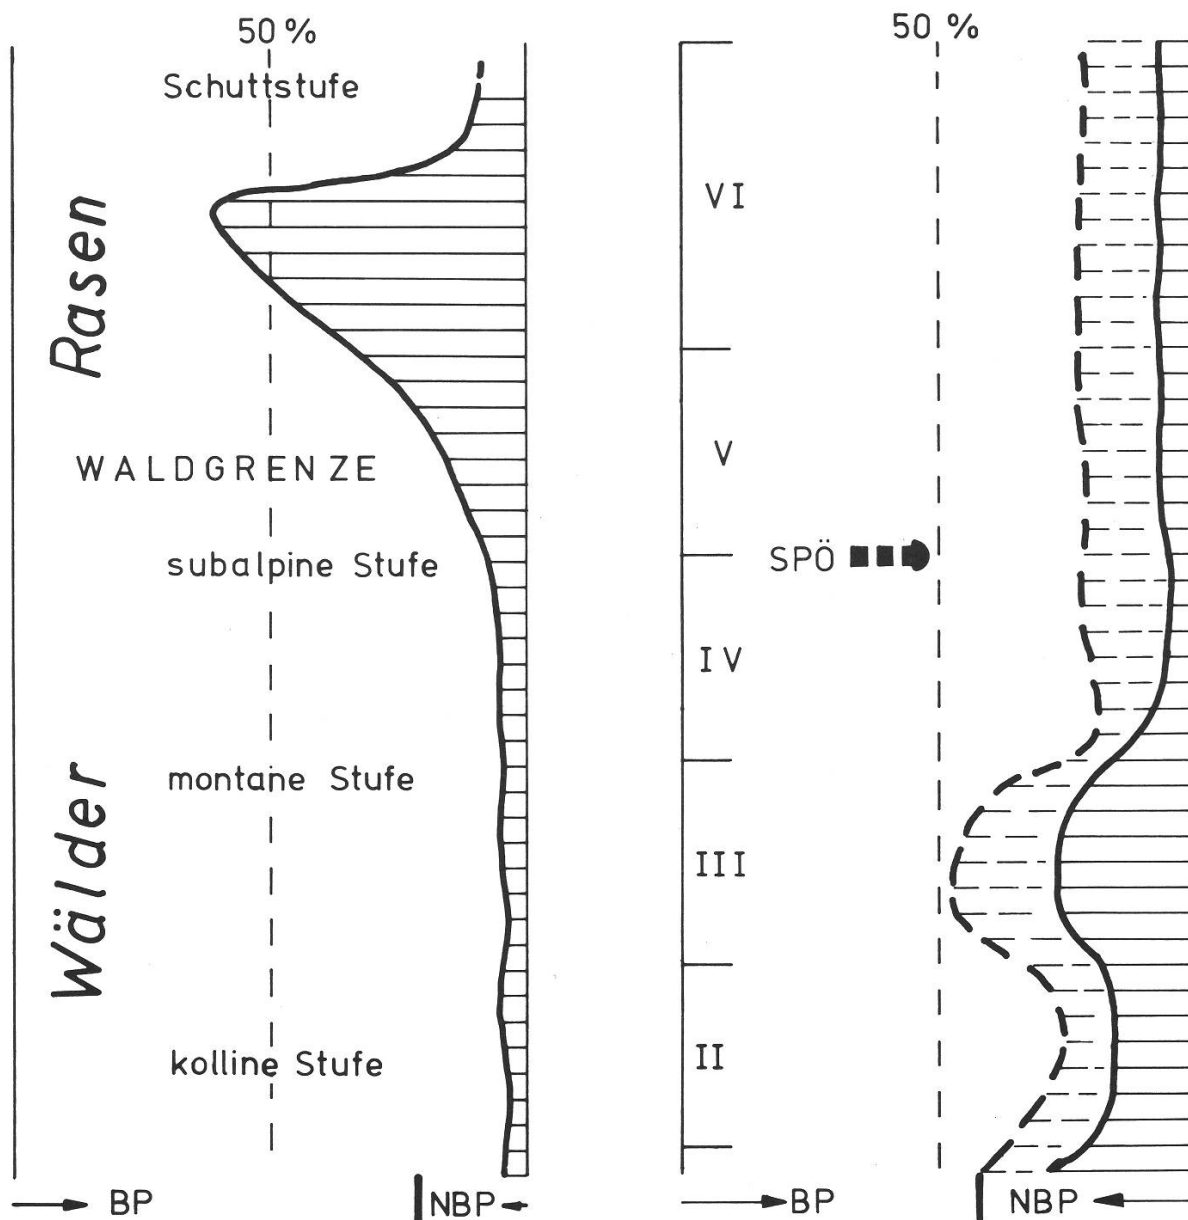 50 %
Schuttstufe
Rasen
WALDGRENZE
subalpine Stufe
montane Stufe
Wälder
kolline Stufe
BP
NBP
50 %
VI
V
SPÖ
IV
III
II
BP
NBP